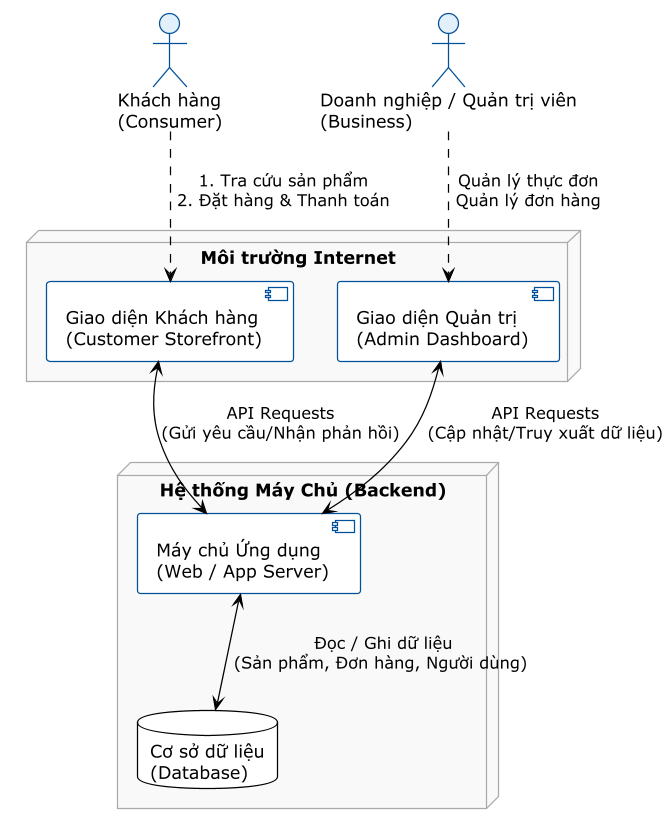 Khách hàng
(Consumer)
Doanh nghiệp / Quản trị viên
(Business)
1. Tra cứu sản phẩm
2. Đặt hàng & Thanh toán
Quản lý thực đơn
Quản lý đơn hàng
Môi trường Internet
Giao diện Khách hàng
(Customer Storefront)
Giao diện Quản trị
(Admin Dashboard)
API Requests
(Gửi yêu cầu/Nhận phản hồi)
API Requests
(Cập nhật/Truy xuất dữ liệu)
Hệ thống Máy Chủ (Backend)
Máy chủ Ứng dụng
(Web / App Server)
Đọc / Ghi dữ liệu
(Sản phẩm, Đơn hàng, Người dùng)
Cơ sở dữ liệu
(Database)